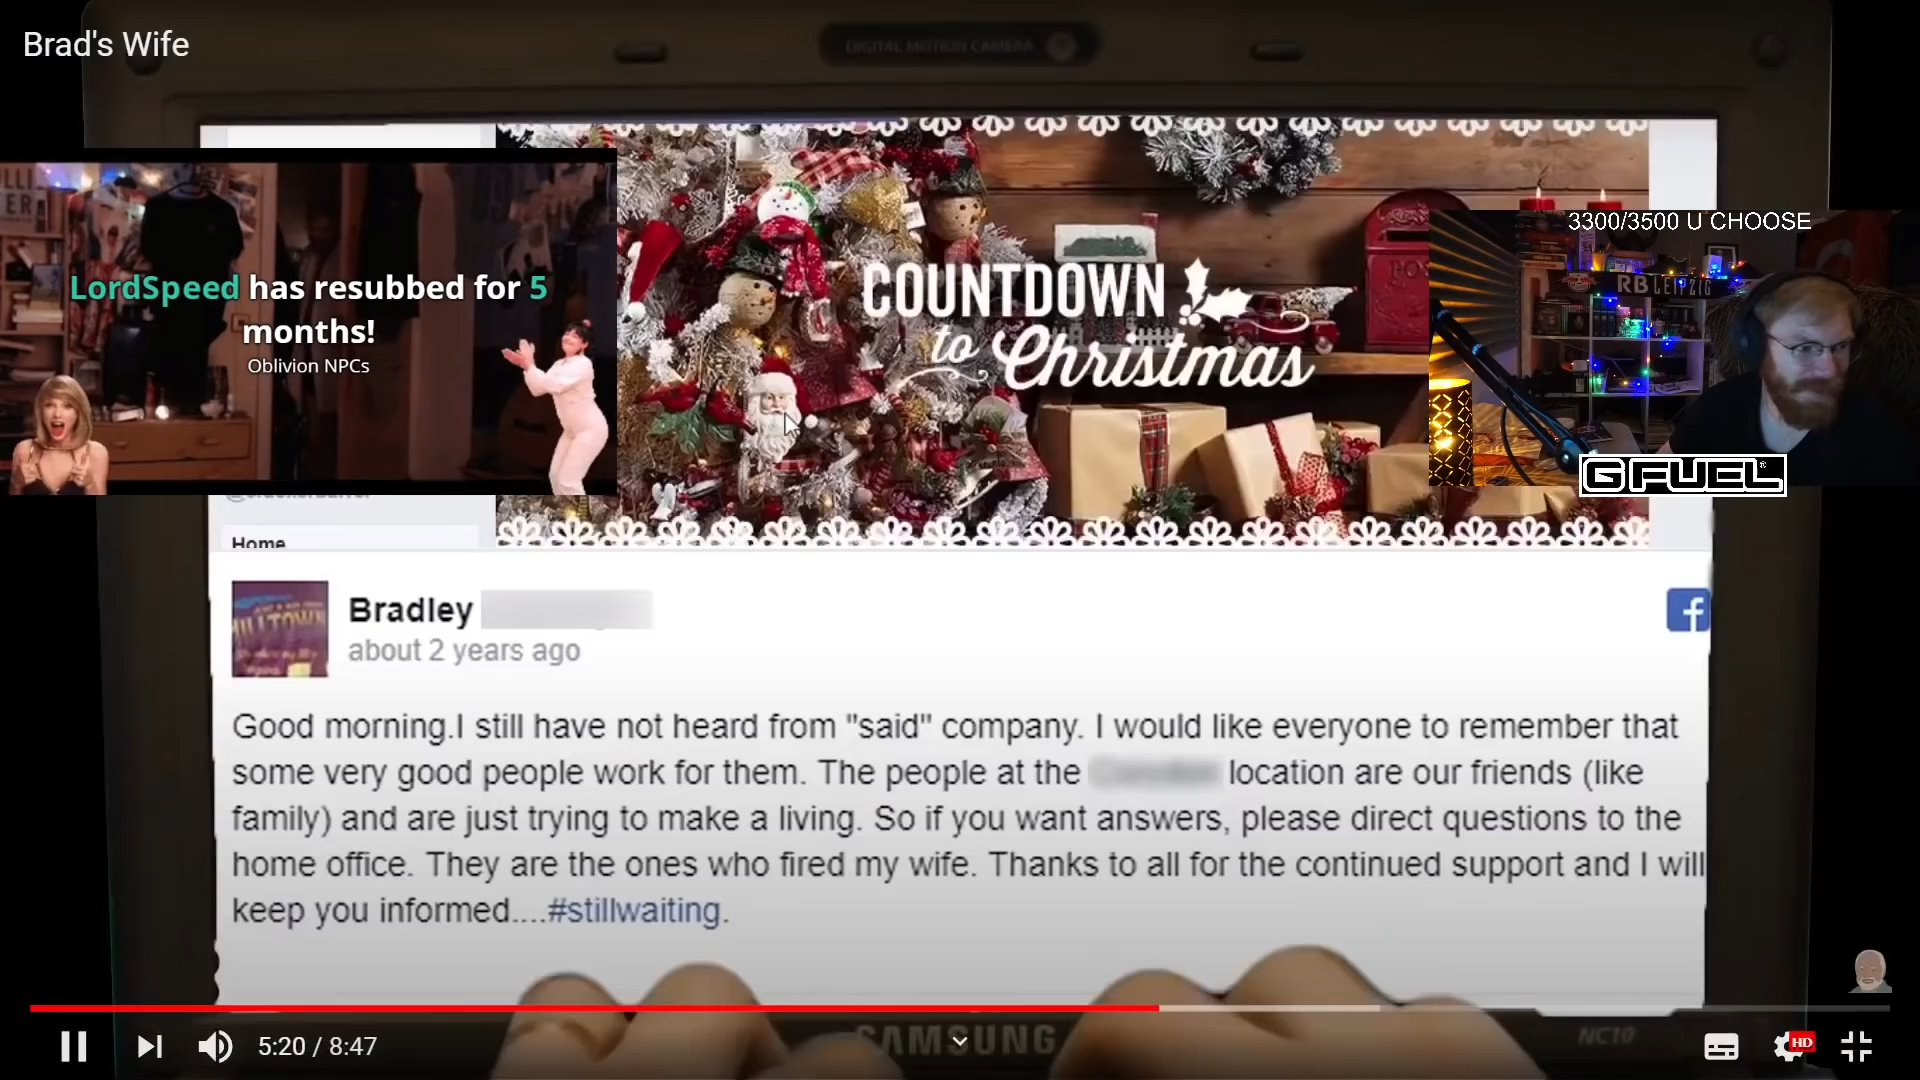 Brad's Wife
DIGITAL MOTION CAMERA
3300/3500 U CHOOSE
RB LEIPZIG
LordSpeed has resubbed for 5
months!
Oblivion NPCs
COUNTDOWN
to Christmas
G FUEL
Home
MILLTOWN
Bradley
about 2 years ago
Good morning.I still have not heard from "said" company. I would like everyone to remember that
some very good people work for them. The people at the location are our friends (like
family) and are just trying to make a living. So if you want answers, please direct questions to the
home office. They are the ones who fired my wife. Thanks to all for the continued support and I will
keep you informed....#stillwaiting.
SAMSUNG
NC10
5:20 / 8:47
HD